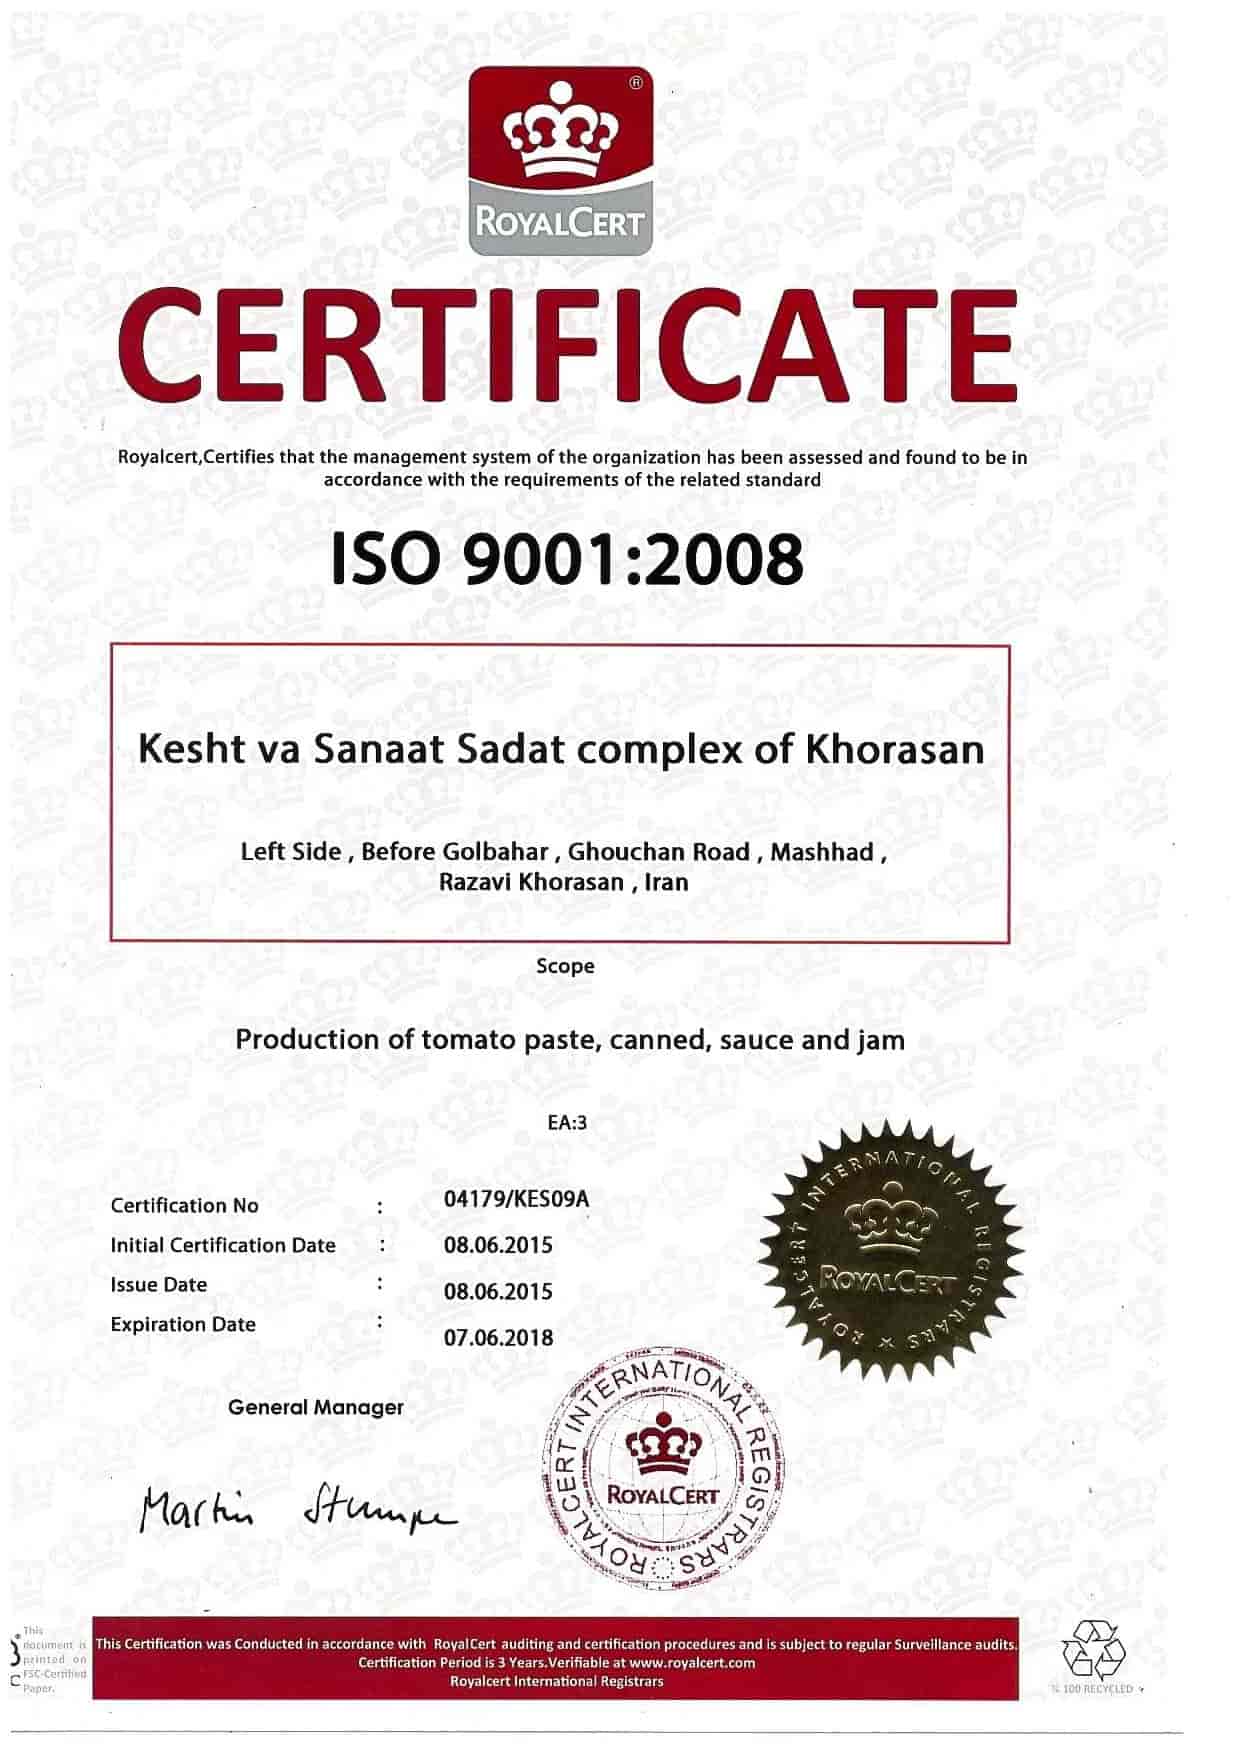 ®
ROYALCERT
CERTIFICATE
Royalcert,Certifies that the management system of the organization has been assessed and found to be in
accordance with the requirements of the related standard
ISO 9001:2008
Kesht va Sanaat Sadat complex of Khorasan
Left Side , Before Golbahar , Ghouchan Road , Mashhad ,
Razavi Khorasan , Iran
Scope
Production of tomato paste, canned, sauce and jam
EA:3
Certification No : 04179/KES09A
Initial Certification Date : 08.06.2015
Issue Date : 08.06.2015
Expiration Date : 07.06.2018
ROYALCERT INTERNATIONAL REGISTRARS
ROYALCERT
General Manager
Martin Stumpe
ROYALCERT INTERNATIONAL REGISTRARS
ROYALCERT
This
document is
printed on
FSC-Certified
Paper.
This Certification was Conducted in accordance with RoyalCert auditing and certification procedures and is subject to regular Surveillance audits.
Certification Period is 3 Years.Verifiable at www.royalcert.com
Royalcert International Registrars
% 100 RECYCLED